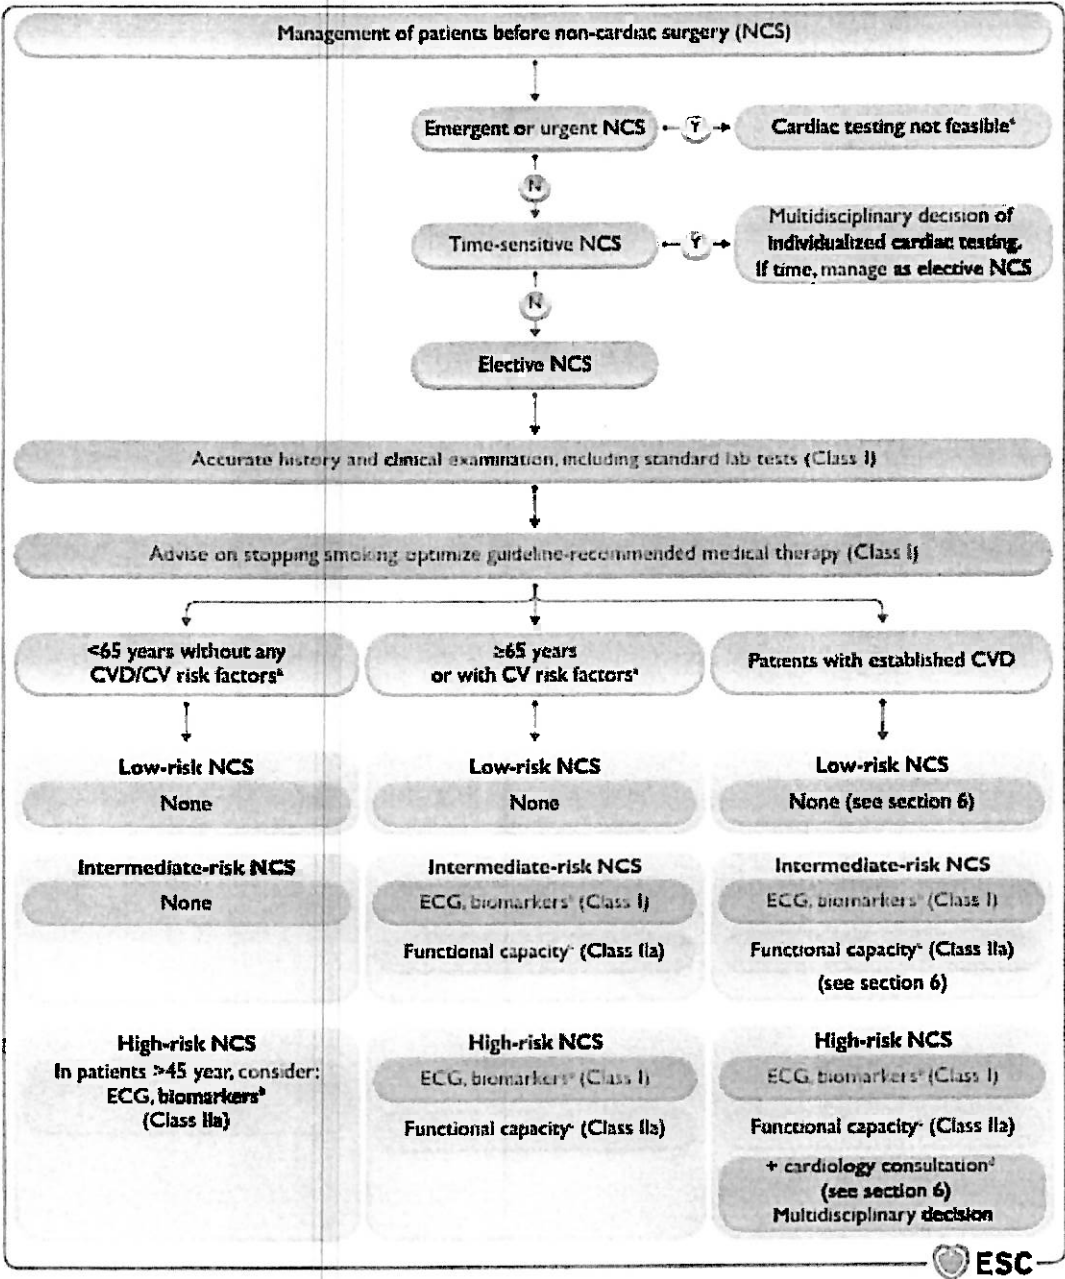 Management of patients before non-cardiac surgery (NCS)
Emergent or urgent NCS
Y
Cardiac testing not feasible
N
Time-sensitive NCS
Y
Multidisciplinary decision of
individualized cardiac testing.
If time, manage as elective NCS
N
Elective NCS
Accurate history and clinical examination, including standard lab tests (Class I)
Advise on stopping smoking optimize guideline-recommended medical therapy (Class I)
<65 years without any
CVD/CV risk factorsª
≥65 years
or with CV risk factorsª
Patients with established CVD
Low-risk NCS
None
Intermediate-risk NCS
None
High-risk NCS
In patients >45 year, consider:
ECG, biomarkersᵇ
(Class IIa)
Low-risk NCS
None
Intermediate-risk NCS
ECG, biomarkers (Class I)
Functional capacity (Class IIa)
High-risk NCS
ECG, biomarkers (Class I)
Functional capacity (Class IIa)
Low-risk NCS
None (see section 6)
Intermediate-risk NCS
ECG, biomarkers (Class I)
Functional capacity (Class IIa)
(see section 6)
High-risk NCS
ECG, biomarkers (Class I)
Functional capacity (Class IIa)
+ cardiology consultationᵈ
(see section 6)
Multidisciplinary decision
ESC